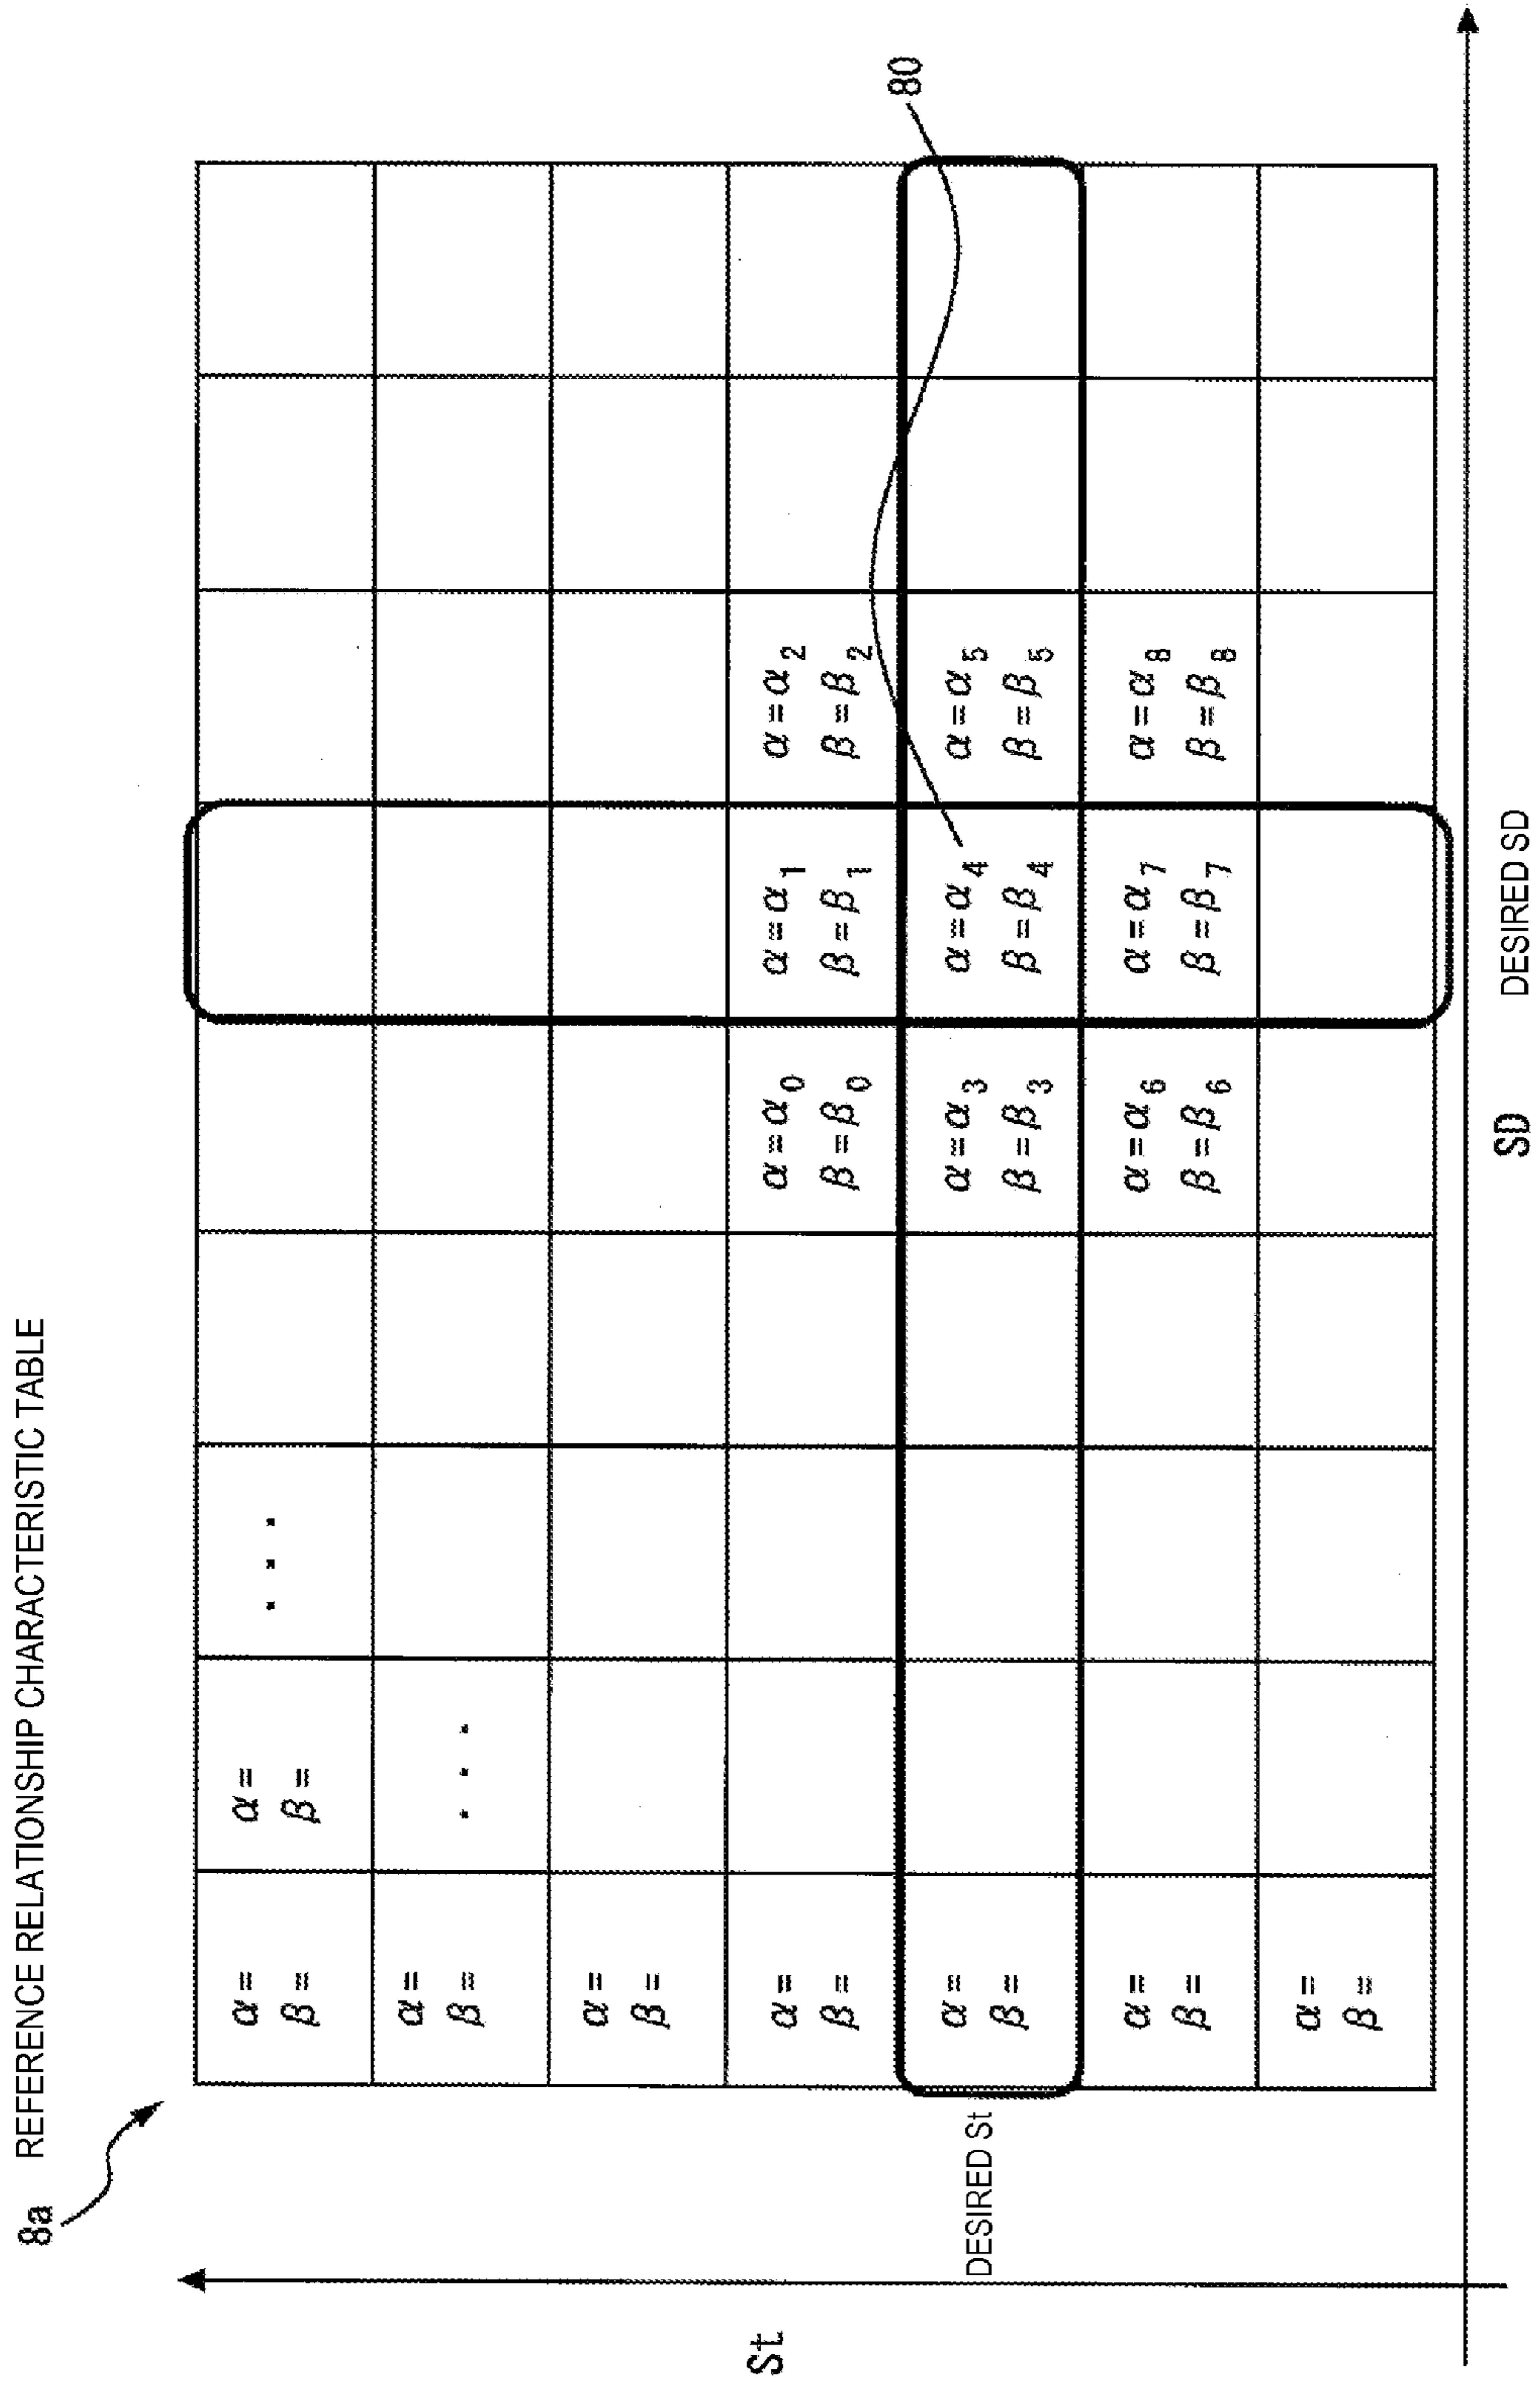 8a REFERENCE RELATIONSHIP CHARACTERISTIC TABLE
80
St
α= α= ...
β= β=
α= ...
β=
α=
β=
α= α=α₀ α=α₁ α=α₂
β= β=β₀ β=β₁ β=β₂
DESIRED St
α= α=α₃ α=α₄ α=α₅
β= β=β₃ β=β₄ β=β₅
α= α=α₆ α=α₇ α=α₈
β= β=β₆ β=β₇ β=β₈
α=
β=
SD DESIRED SD